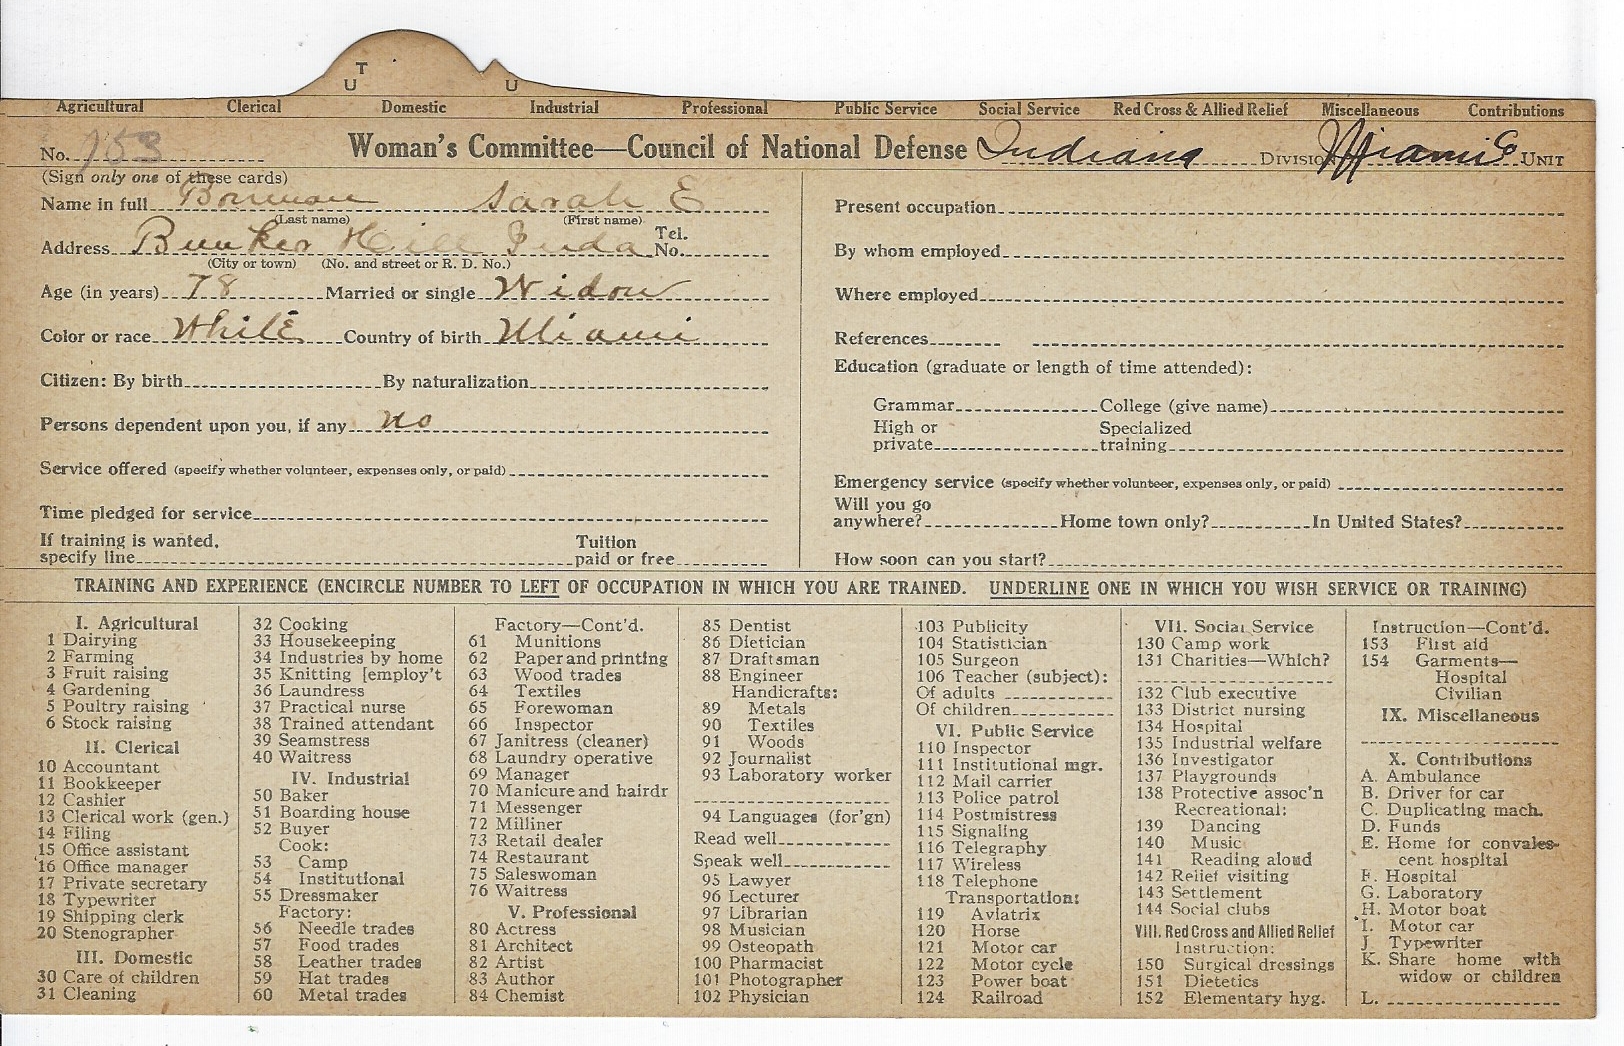 T
U U
Agricultural Clerical Domestic Industrial Professional Public Service Social Service Red Cross & Allied Relief Miscellaneous Contributions
No. 153 Woman's Committee—Council of National Defense Indiana Division Miami Co Unit
(Sign only one of these cards)
Name in full Sarah E
(Last name) (First name)
Address Bunker Hill Inda Tel. No.
(City or town) (No. and street or R. D. No.)
Age (in years) 78 Married or single Widow
Color or race White Country of birth Miami
Citizen: By birth By naturalization
Persons dependent upon you, if any no
Service offered (specify whether volunteer, expenses only, or paid)
Time pledged for service
If training is wanted, specify line Tuition paid or free
Present occupation
By whom employed
Where employed
References
Education (graduate or length of time attended):
Grammar College (give name)
High or private Specialized training
Emergency service (specify whether volunteer, expenses only, or paid)
Will you go anywhere? Home town only? In United States?
How soon can you start?
TRAINING AND EXPERIENCE (ENCIRCLE NUMBER TO LEFT OF OCCUPATION IN WHICH YOU ARE TRAINED. UNDERLINE ONE IN WHICH YOU WISH SERVICE OR TRAINING)
I. Agricultural
1 Dairying
2 Farming
3 Fruit raising
4 Gardening
5 Poultry raising
6 Stock raising
II. Clerical
10 Accountant
11 Bookkeeper
12 Cashier
13 Clerical work (gen.)
14 Filing
15 Office assistant
16 Office manager
17 Private secretary
18 Typewriter
19 Shipping clerk
20 Stenographer
III. Domestic
30 Care of children
31 Cleaning
32 Cooking
33 Housekeeping
34 Industries by home
35 Knitting [employ't
36 Laundress
37 Practical nurse
38 Trained attendant
39 Seamstress
40 Waitress
IV. Industrial
50 Baker
51 Boarding house
52 Buyer
Cook:
53 Camp
54 Institutional
55 Dressmaker
Factory:
56 Needle trades
57 Food trades
58 Leather trades
59 Hat trades
60 Metal trades
Factory—Cont'd.
61 Munitions
62 Paper and printing
63 Wood trades
64 Textiles
65 Forewoman
66 Inspector
67 Janitress (cleaner)
68 Laundry operative
69 Manager
70 Manicure and hairdr
71 Messenger
72 Milliner
73 Retail dealer
74 Restaurant
75 Saleswoman
76 Waitress
V. Professional
80 Actress
81 Architect
82 Artist
83 Author
84 Chemist
85 Dentist
86 Dietician
87 Draftsman
88 Engineer
Handicrafts:
89 Metals
90 Textiles
91 Woods
92 Journalist
93 Laboratory worker
94 Languages (for'gn)
Read well
Speak well
95 Lawyer
96 Lecturer
97 Librarian
98 Musician
99 Osteopath
100 Pharmacist
101 Photographer
102 Physician
103 Publicity
104 Statistician
105 Surgeon
106 Teacher (subject):
Of adults
Of children
VI. Public Service
110 Inspector
111 Institutional mgr.
112 Mail carrier
113 Police patrol
114 Postmistress
115 Signaling
116 Telegraphy
117 Wireless
118 Telephone
Transportation:
119 Aviatrix
120 Horse
121 Motor car
122 Motor cycle
123 Power boat
124 Railroad
VII. Social Service
130 Camp work
131 Charities—Which?
132 Club executive
133 District nursing
134 Hospital
135 Industrial welfare
136 Investigator
137 Playgrounds
138 Protective assoc'n
Recreational:
139 Dancing
140 Music
141 Reading aloud
142 Relief visiting
143 Settlement
144 Social clubs
VIII. Red Cross and Allied Relief
Instruction:
150 Surgical dressings
151 Dietetics
152 Elementary hyg.
Instruction—Cont'd.
153 First aid
154 Garments—
Hospital
Civilian
IX. Miscellaneous
X. Contributions
A. Ambulance
B. Driver for car
C. Duplicating mach.
D. Funds
E. Home for convales-
cent hospital
F. Hospital
G. Laboratory
H. Motor boat
I. Motor car
J. Typewriter
K. Share home with
widow or children
L.